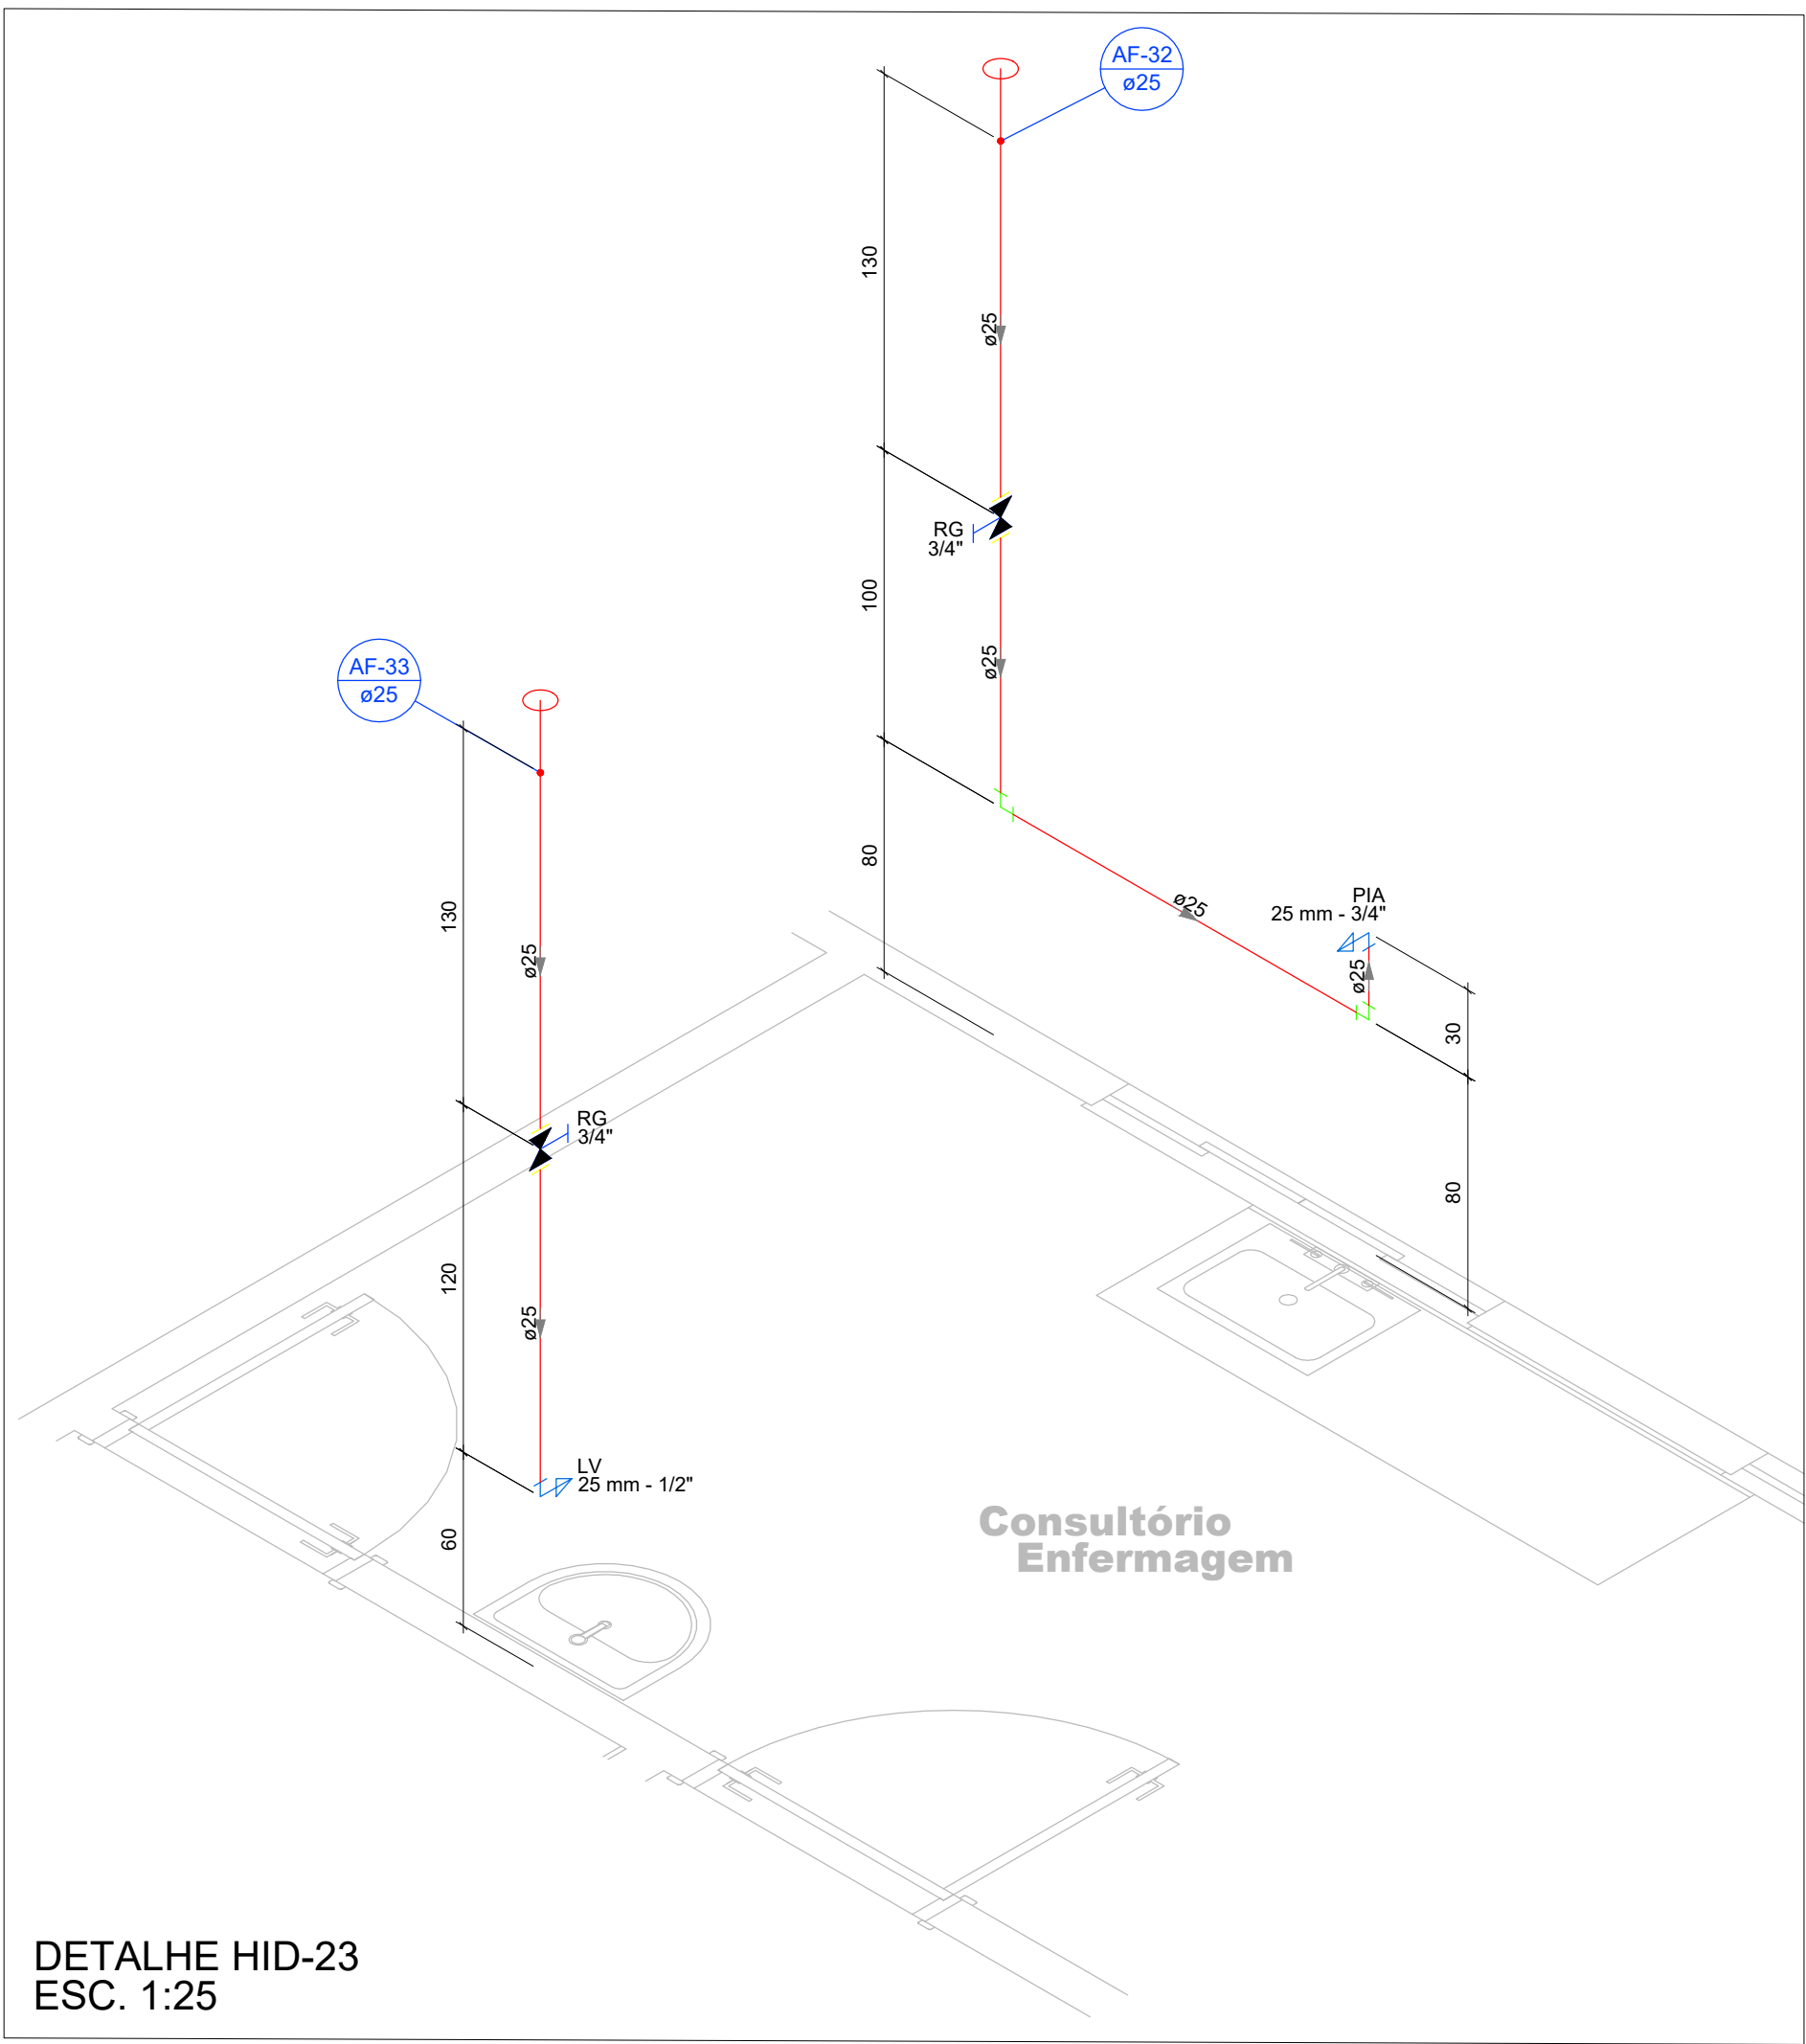 AF-32
ø25
130
ø25
RG
3/4"
100
ø25
AF-33
ø25
80
PIA
25 mm - 3/4"
ø25
130
ø25
ø25
30
RG
3/4"
80
120
ø25
LV
25 mm - 1/2"
60
Consultório
Enfermagem
DETALHE HID-23
ESC. 1:25